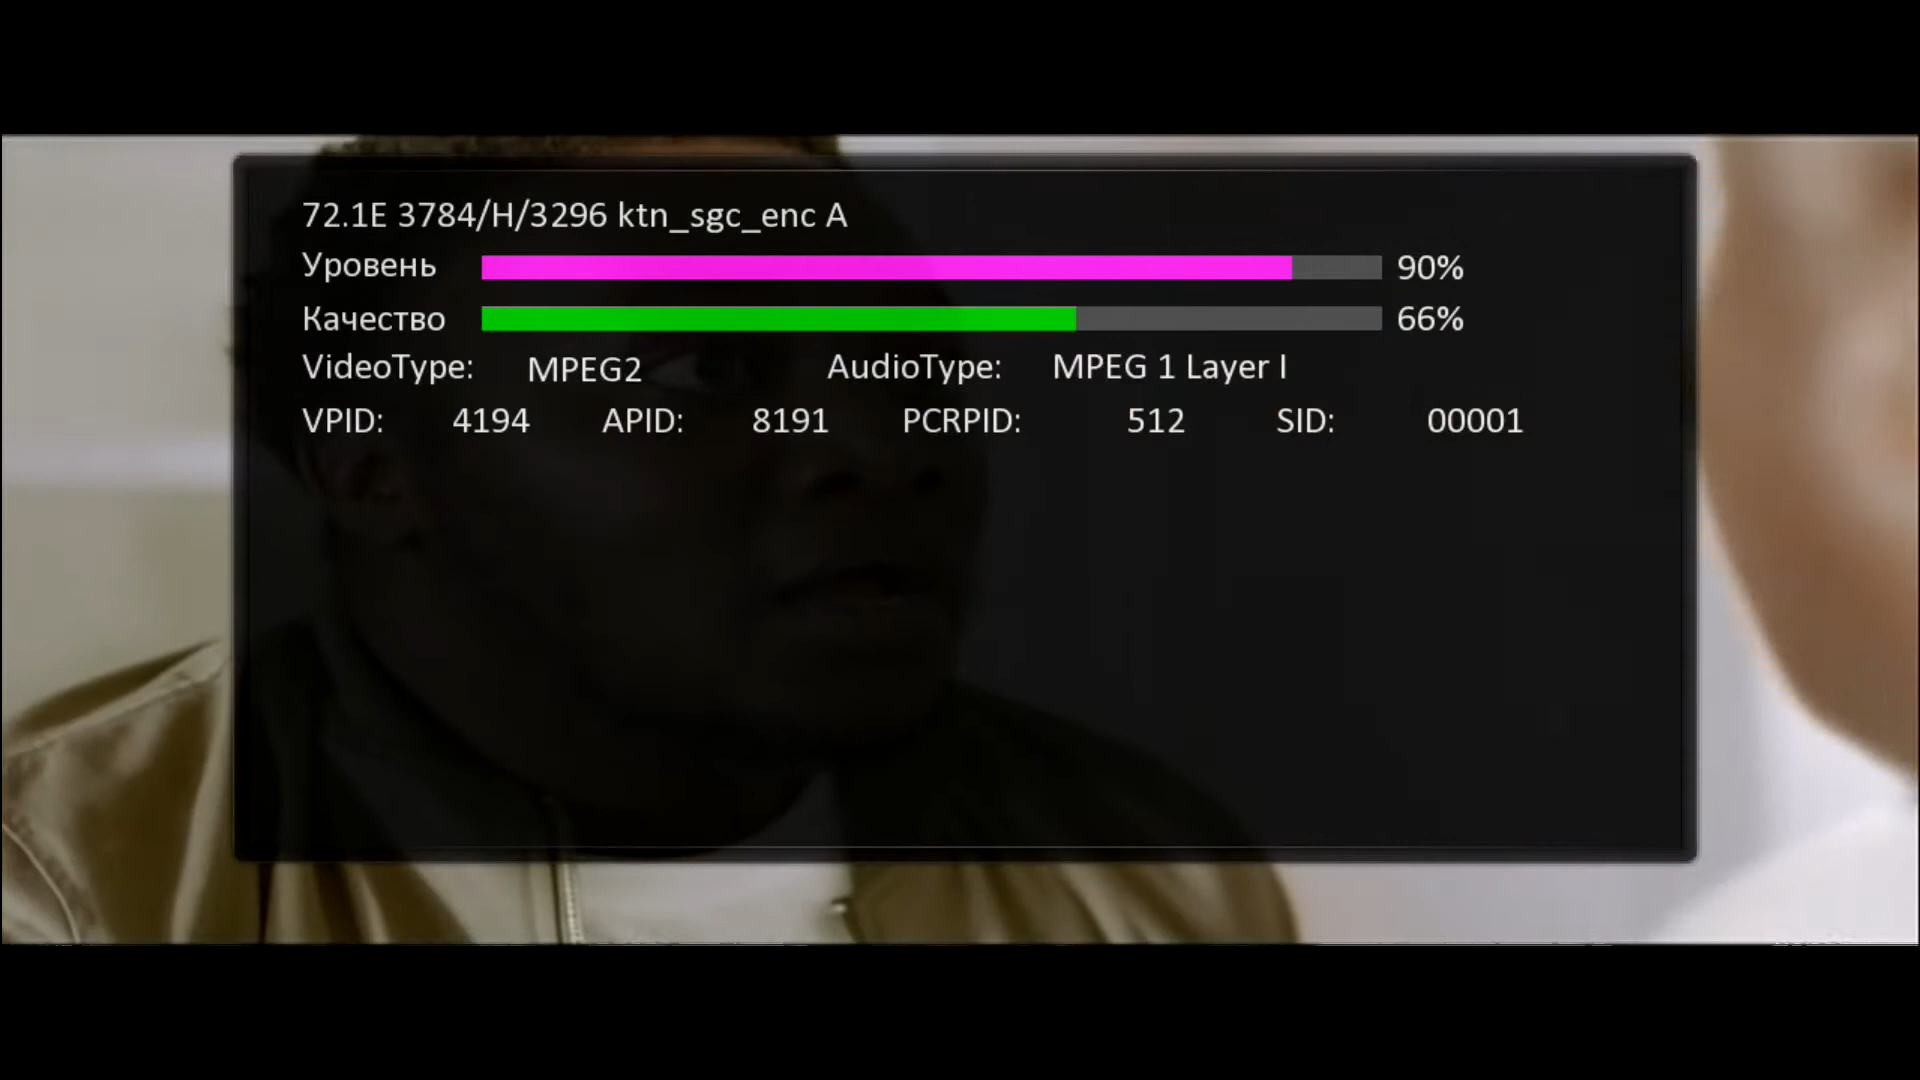 72.1E 3784/H/3296 ktn_sgc_enc A
Уровень 90%
Качество 66%
VideoType: MPEG2 AudioType: MPEG 1 Layer I
VPID: 4194 APID: 8191 PCRPID: 512 SID: 00001